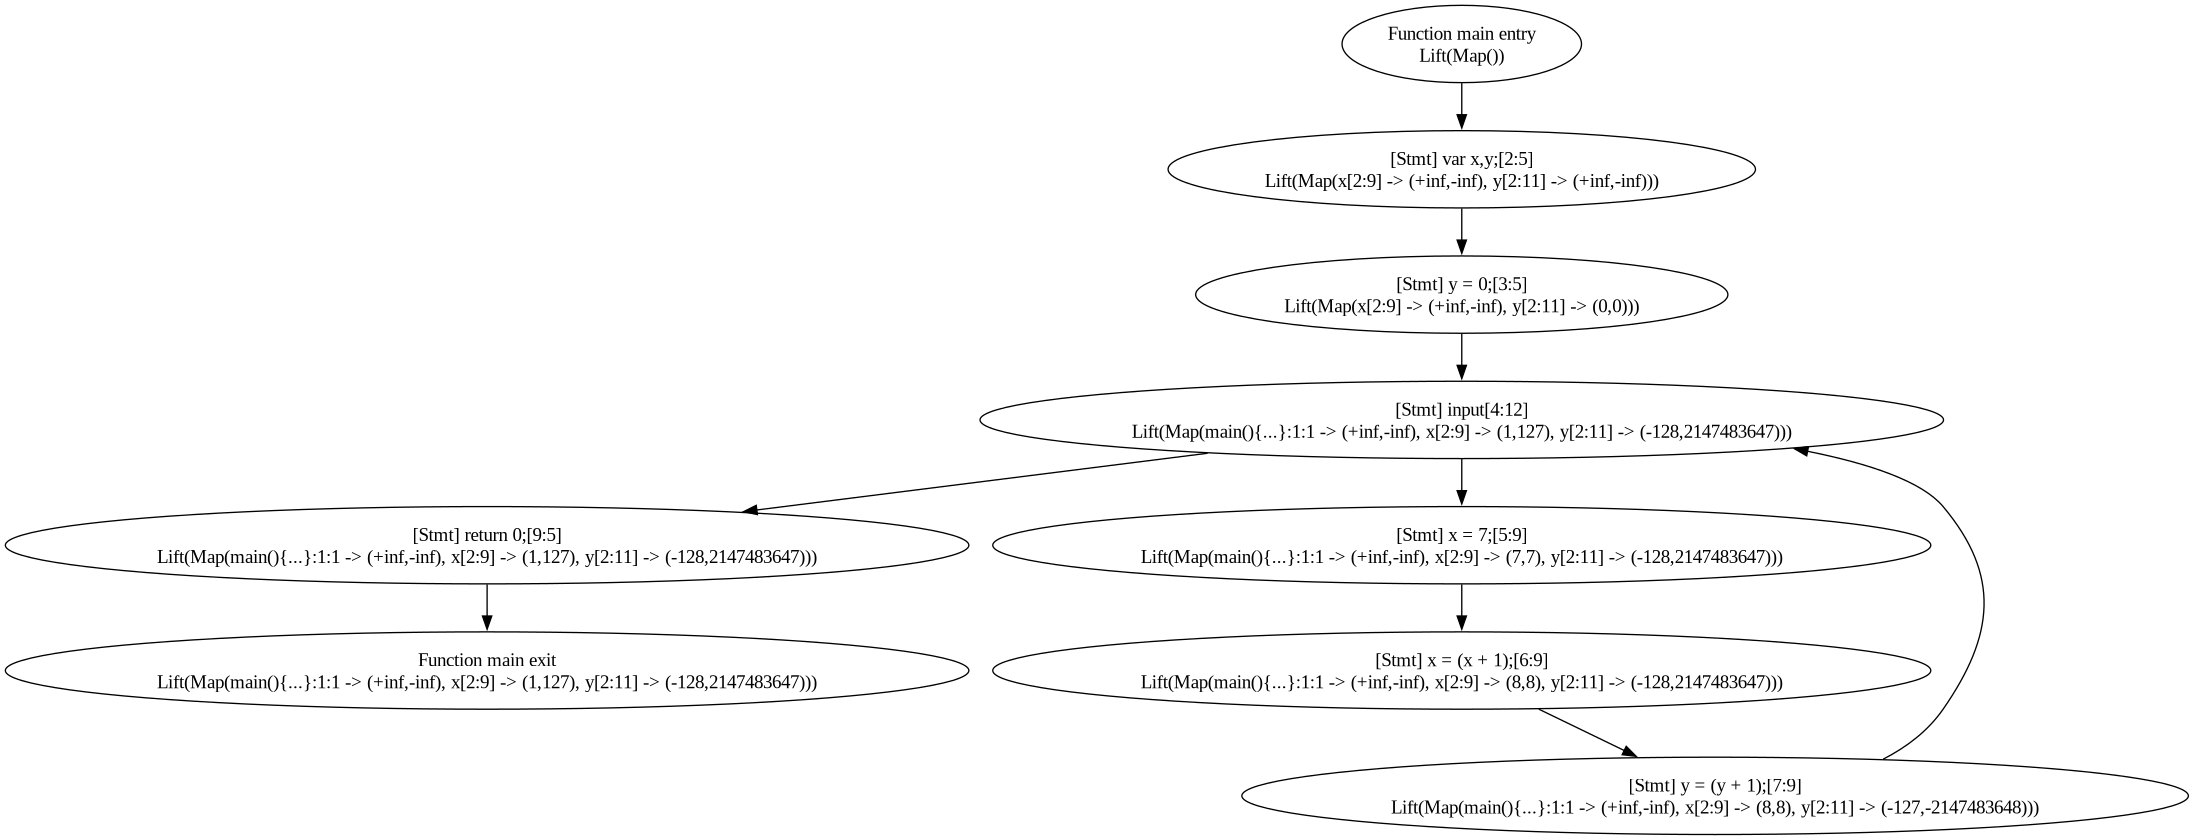 Function main entry
Lift(Map())
[Stmt] var x,y;[2:5]
Lift(Map(x[2:9] -> (+inf,-inf), y[2:11] -> (+inf,-inf)))
[Stmt] y = 0;[3:5]
Lift(Map(x[2:9] -> (+inf,-inf), y[2:11] -> (0,0)))
[Stmt] input[4:12]
Lift(Map(main(){...}:1:1 -> (+inf,-inf), x[2:9] -> (1,127), y[2:11] -> (-128,2147483647)))
[Stmt] return 0;[9:5]
Lift(Map(main(){...}:1:1 -> (+inf,-inf), x[2:9] -> (1,127), y[2:11] -> (-128,2147483647)))
[Stmt] x = 7;[5:9]
Lift(Map(main(){...}:1:1 -> (+inf,-inf), x[2:9] -> (7,7), y[2:11] -> (-128,2147483647)))
Function main exit
Lift(Map(main(){...}:1:1 -> (+inf,-inf), x[2:9] -> (1,127), y[2:11] -> (-128,2147483647)))
[Stmt] x = (x + 1);[6:9]
Lift(Map(main(){...}:1:1 -> (+inf,-inf), x[2:9] -> (8,8), y[2:11] -> (-128,2147483647)))
[Stmt] y = (y + 1);[7:9]
Lift(Map(main(){...}:1:1 -> (+inf,-inf), x[2:9] -> (8,8), y[2:11] -> (-127,-2147483648)))